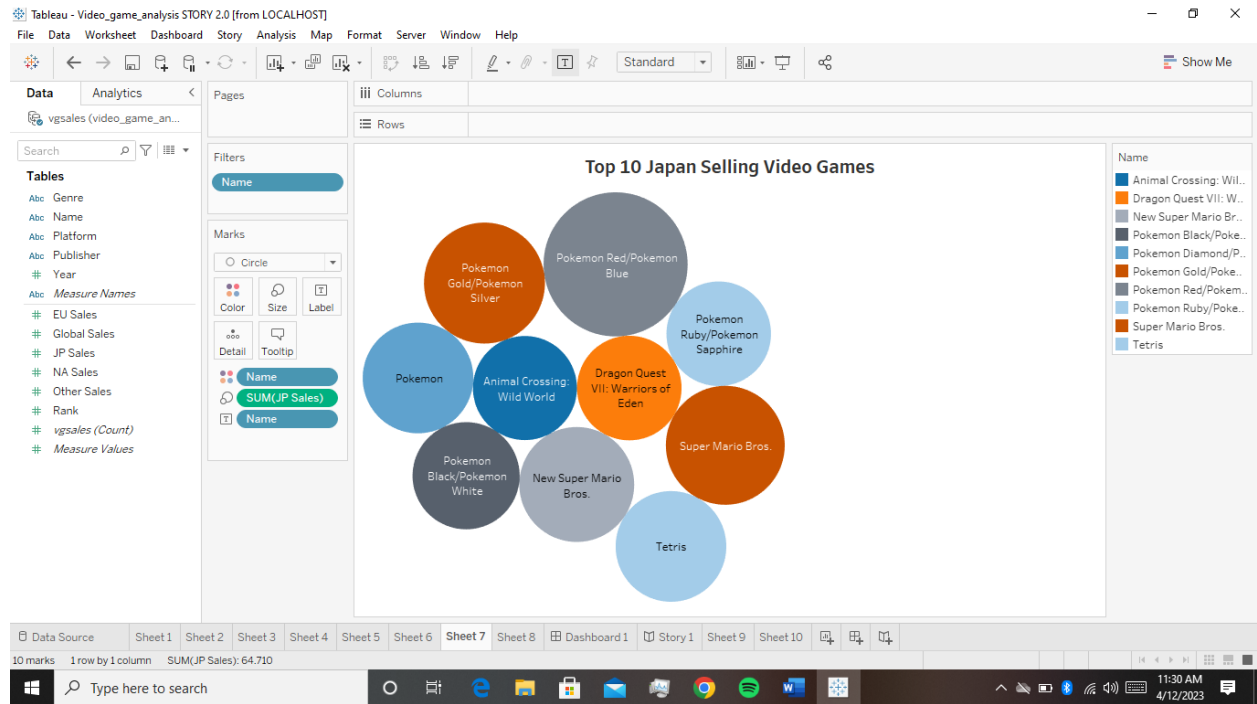 Tableau - Video_game_analysis STORY 2.0 [from LOCALHOST]
File Data Worksheet Dashboard Story Analysis Map Format Server Window Help
Standard
Show Me
Data Analytics
vgsales (video_game_an...
Search
Tables
Abc Genre
Abc Name
Abc Platform
Abc Publisher
# Year
Abc Measure Names
# EU Sales
# Global Sales
# JP Sales
# NA Sales
# Other Sales
# Rank
# vgsales (Count)
# Measure Values
Pages
Filters
Name
Marks
Circle
Color Size Label
Detail Tooltip
Name
SUM(JP Sales)
Name
Columns
Rows
Top 10 Japan Selling Video Games
Pokemon Red/Pokemon
Blue
Pokemon
Gold/Pokemon
Silver
Pokemon
Ruby/Pokemon
Sapphire
Pokemon
Animal Crossing:
Wild World
Dragon Quest
VII: Warriors of
Eden
Super Mario Bros.
Pokemon
Black/Pokemon
White
New Super Mario
Bros.
Tetris
Name
Animal Crossing: Wil..
Dragon Quest VII: W..
New Super Mario Br..
Pokemon Black/Poke..
Pokemon Diamond/P..
Pokemon Gold/Poke..
Pokemon Red/Pokem..
Pokemon Ruby/Poke..
Super Mario Bros.
Tetris
Data Source Sheet 1 Sheet 2 Sheet 3 Sheet 4 Sheet 5 Sheet 6 Sheet 7 Sheet 8 Dashboard 1 Story 1 Sheet 9 Sheet 10
10 marks 1 row by 1 column SUM(JP Sales): 64.710
Type here to search
11:30 AM
4/12/2023